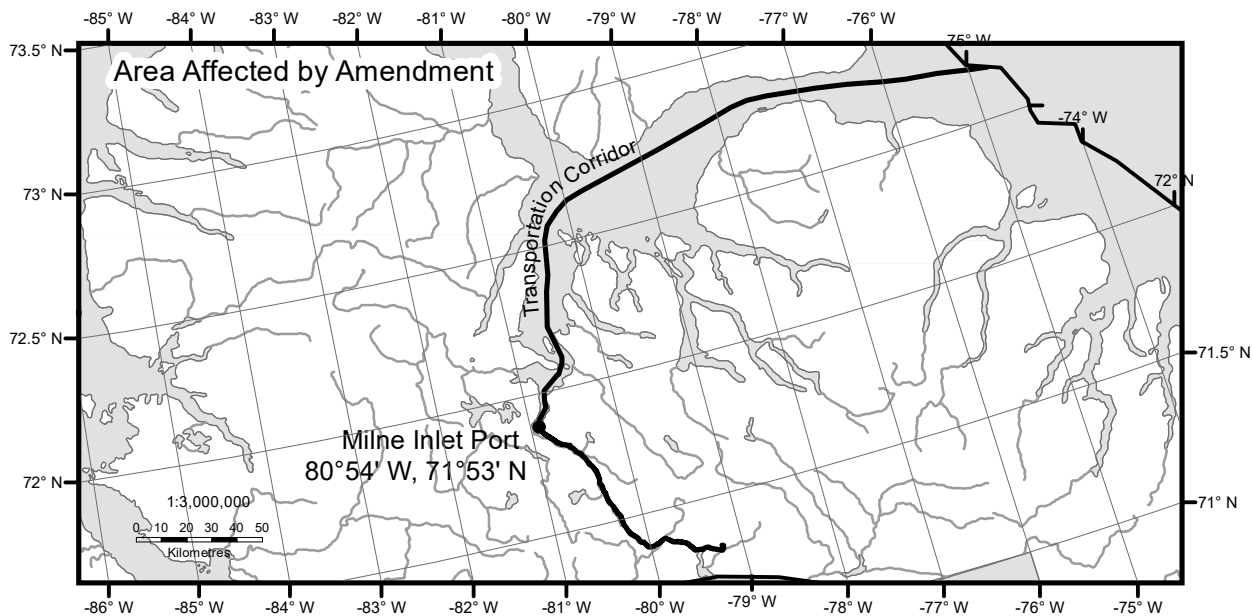 -85° W -84° W -83° W -82° W -81° W -80° W -79° W -78° W -77° W -76° W
-75° W
73.5° N
Area Affected by Amendment
-74° W
Transportation Corridor
73° N
72° N
72.5° N
71.5° N
Milne Inlet Port
80°54' W, 71°53' N
72° N
71° N
1:3,000,000
0 10 20 30 40 50
Kilometres
-86° W -85° W -84° W -83° W -82° W -81° W -80° W -79° W -78° W -77° W -76° W -75° W